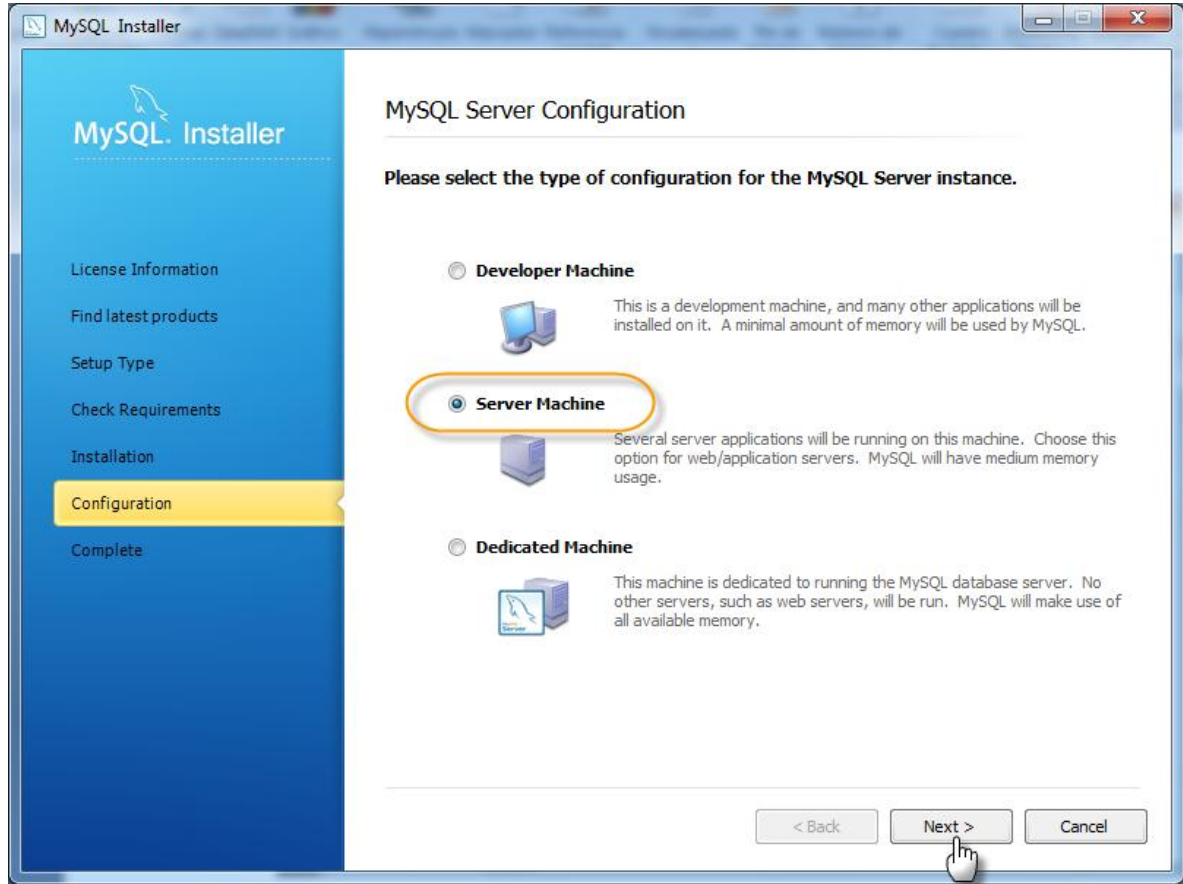 MySQL Installer
MySQL. Installer
License Information
Find latest products
Setup Type
Check Requirements
Installation
Configuration
Complete
MySQL Server Configuration
Please select the type of configuration for the MySQL Server instance.
Developer Machine
This is a development machine, and many other applications will be
installed on it. A minimal amount of memory will be used by MySQL.
Server Machine
Several server applications will be running on this machine. Choose this
option for web/application servers. MySQL will have medium memory
usage.
Dedicated Machine
This machine is dedicated to running the MySQL database server. No
other servers, such as web servers, will be run. MySQL will make use of
all available memory.
Server
< Back
Next >
Cancel